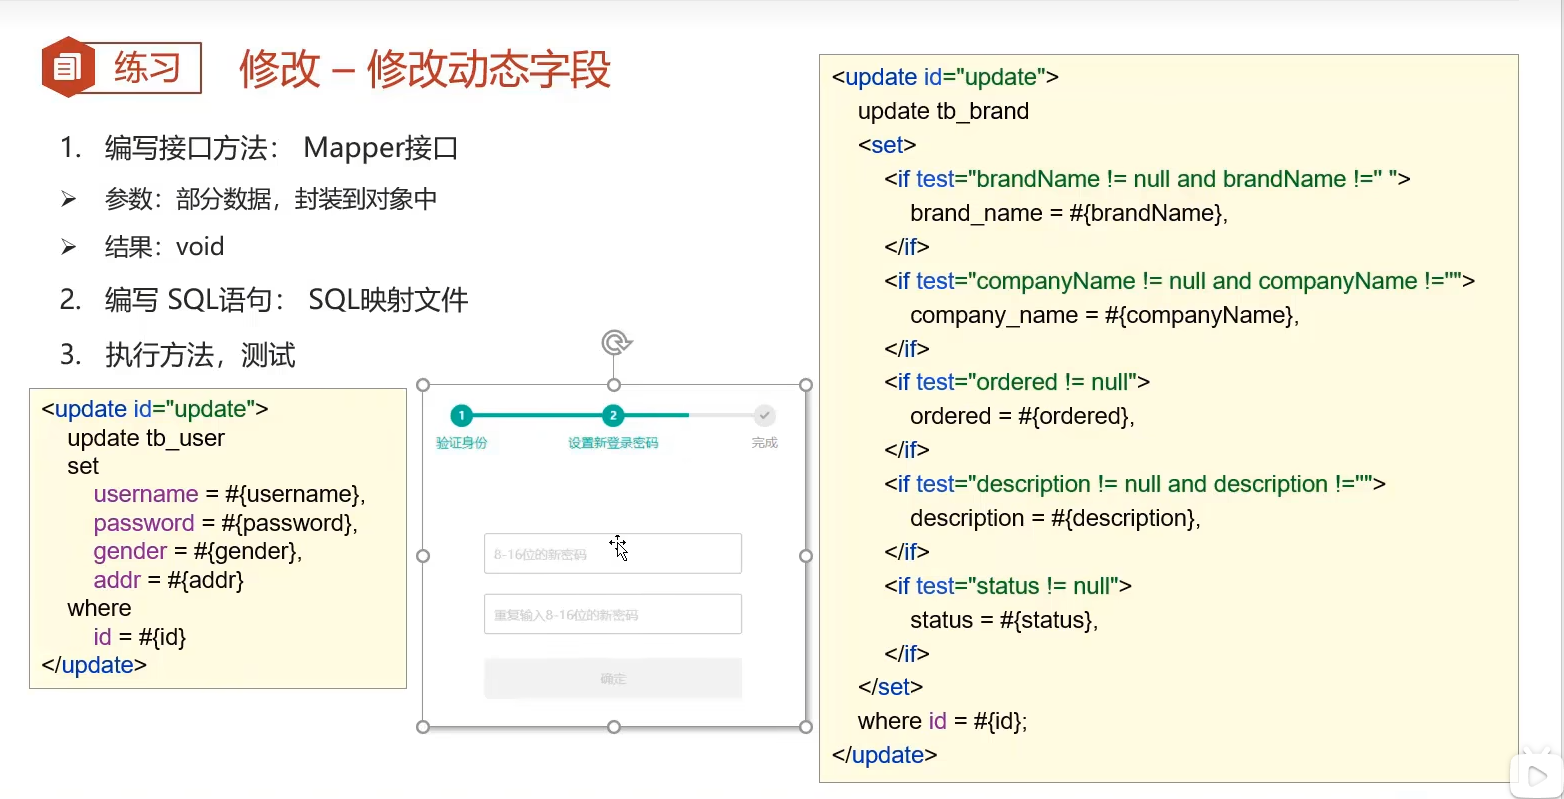 练习
修改 – 修改动态字段
1. 编写接口方法： Mapper接口
➢ 参数：部分数据，封装到对象中
➢ 结果：void
2. 编写 SQL语句： SQL映射文件
3. 执行方法，测试
<update id="update">
update tb_user
set
username = #{username},
password = #{password},
gender = #{gender},
addr = #{addr}
where
id = #{id}
</update>
1 2
验证身份 设置新登录密码 完成
8-16位的新密码
重复输入8-16位的新密码
确定
<update id="update">
update tb_brand
<set>
<if test="brandName != null and brandName !='' ">
brand_name = #{brandName},
</if>
<if test="companyName != null and companyName !=''">
company_name = #{companyName},
</if>
<if test="ordered != null">
ordered = #{ordered},
</if>
<if test="description != null and description !=''">
description = #{description},
</if>
<if test="status != null">
status = #{status},
</if>
</set>
where id = #{id};
</update>